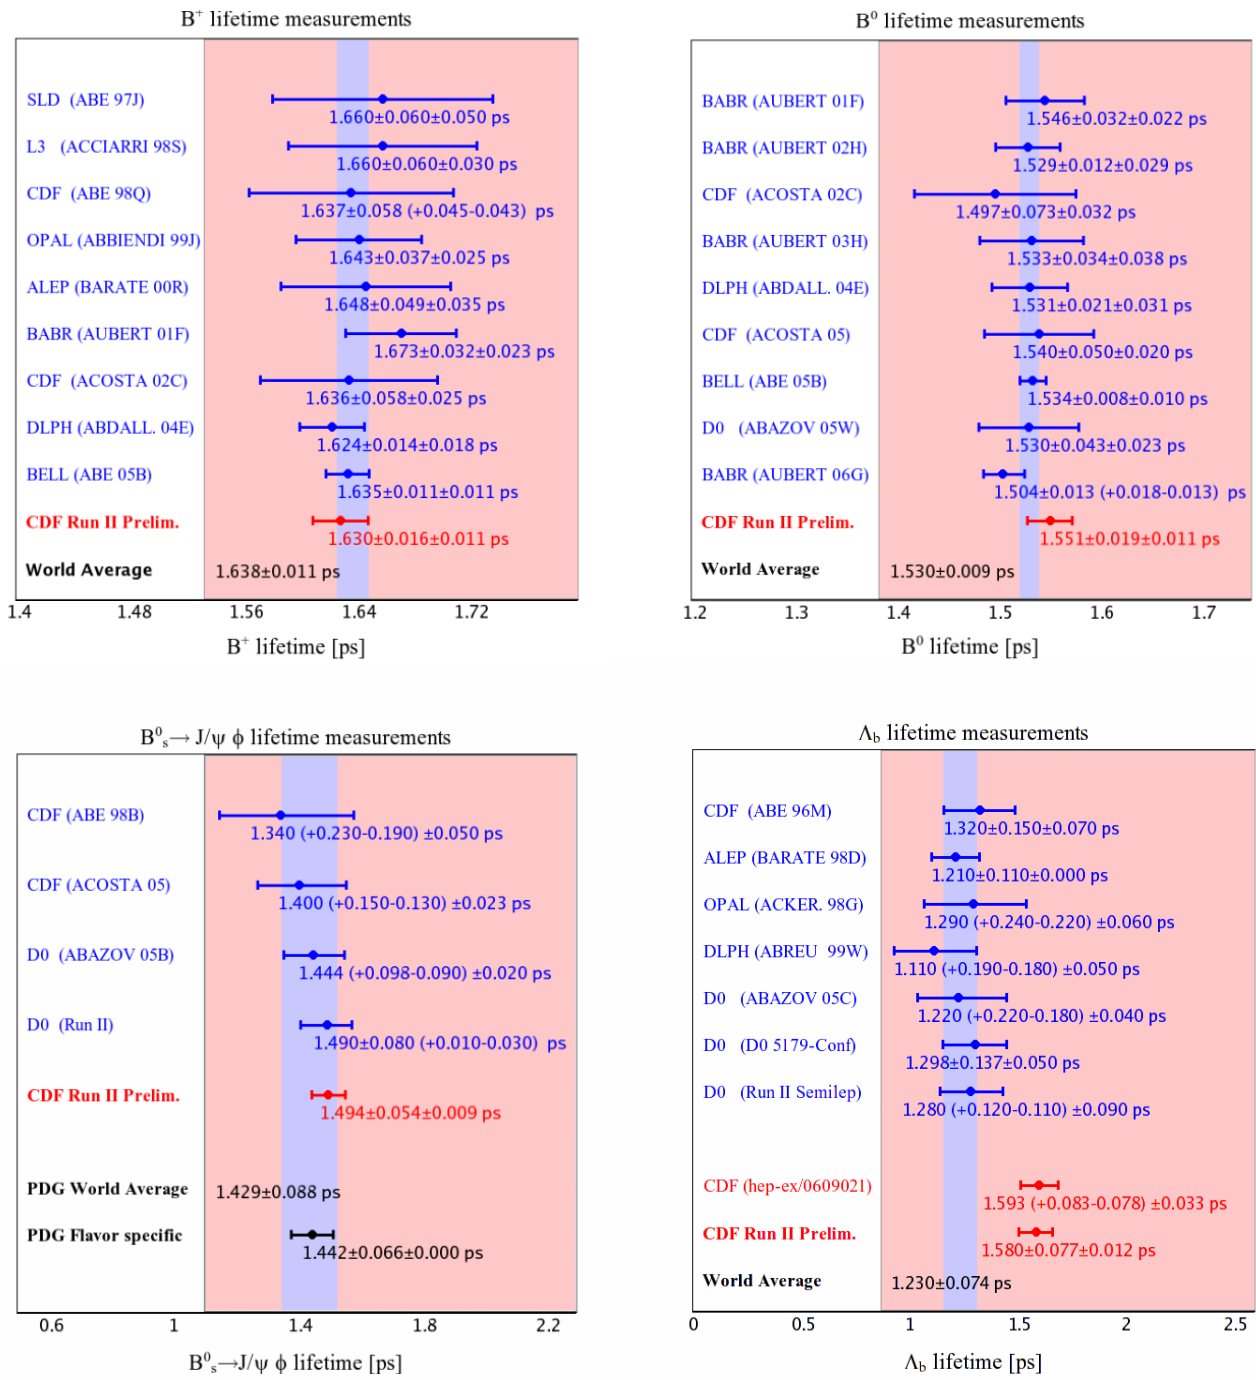 B⁺ lifetime measurements
SLD (ABE 97J)
1.660±0.060±0.050 ps
L3 (ACCIARRI 98S)
1.660±0.060±0.030 ps
CDF (ABE 98Q)
1.637±0.058 (+0.045-0.043) ps
OPAL (ABBIENDI 99J)
1.643±0.037±0.025 ps
ALEP (BARATE 00R)
1.648±0.049±0.035 ps
BABR (AUBERT 01F)
1.673±0.032±0.023 ps
CDF (ACOSTA 02C)
1.636±0.058±0.025 ps
DLPH (ABDALL. 04E)
1.624±0.014±0.018 ps
BELL (ABE 05B)
1.635±0.011±0.011 ps
CDF Run II Prelim.
1.630±0.016±0.011 ps
World Average 1.638±0.011 ps
1.4 1.48 1.56 1.64 1.72
B⁺ lifetime [ps]
B⁰ lifetime measurements
BABR (AUBERT 01F)
1.546±0.032±0.022 ps
BABR (AUBERT 02H)
1.529±0.012±0.029 ps
CDF (ACOSTA 02C)
1.497±0.073±0.032 ps
BABR (AUBERT 03H)
1.533±0.034±0.038 ps
DLPH (ABDALL. 04E)
1.531±0.021±0.031 ps
CDF (ACOSTA 05)
1.540±0.050±0.020 ps
BELL (ABE 05B)
1.534±0.008±0.010 ps
D0 (ABAZOV 05W)
1.530±0.043±0.023 ps
BABR (AUBERT 06G)
1.504±0.013 (+0.018-0.013) ps
CDF Run II Prelim.
1.551±0.019±0.011 ps
World Average 1.530±0.009 ps
1.2 1.3 1.4 1.5 1.6 1.7
B⁰ lifetime [ps]
B⁰ₛ→ J/ψ ϕ lifetime measurements
CDF (ABE 98B)
1.340 (+0.230-0.190) ±0.050 ps
CDF (ACOSTA 05)
1.400 (+0.150-0.130) ±0.023 ps
D0 (ABAZOV 05B)
1.444 (+0.098-0.090) ±0.020 ps
D0 (Run II)
1.490±0.080 (+0.010-0.030) ps
CDF Run II Prelim.
1.494±0.054±0.009 ps
PDG World Average 1.429±0.088 ps
PDG Flavor specific
1.442±0.066±0.000 ps
0.6 1 1.4 1.8 2.2
B⁰ₛ→J/ψ ϕ lifetime [ps]
Λb lifetime measurements
CDF (ABE 96M)
1.320±0.150±0.070 ps
ALEP (BARATE 98D)
1.210±0.110±0.000 ps
OPAL (ACKER. 98G)
1.290 (+0.240-0.220) ±0.060 ps
DLPH (ABREU 99W)
1.110 (+0.190-0.180) ±0.050 ps
D0 (ABAZOV 05C)
1.220 (+0.220-0.180) ±0.040 ps
D0 (D0 5179-Conf)
1.298±0.137±0.050 ps
D0 (Run II Semilep)
1.280 (+0.120-0.110) ±0.090 ps
CDF (hep-ex/0609021)
1.593 (+0.083-0.078) ±0.033 ps
CDF Run II Prelim.
1.580±0.077±0.012 ps
World Average 1.230±0.074 ps
0 0.5 1 1.5 2 2.5
Λb lifetime [ps]